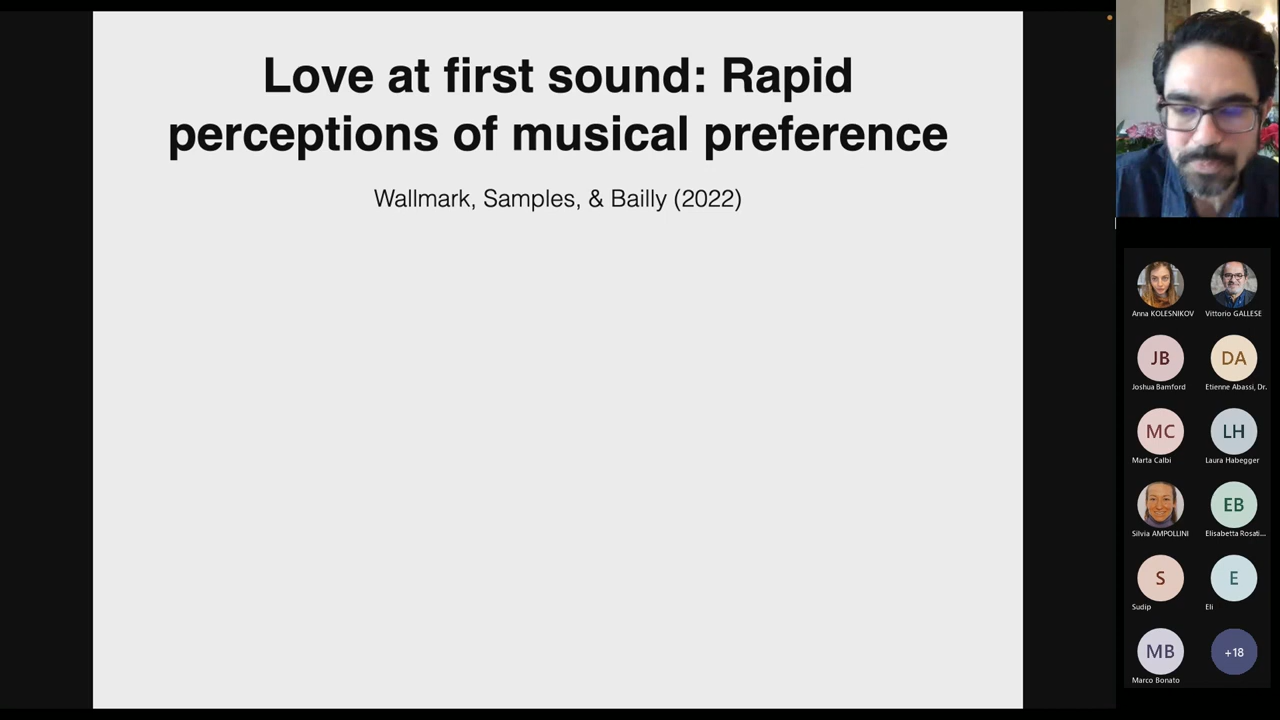 Love at first sound: Rapid
perceptions of musical preference
Wallmark, Samples, & Bailly (2022)
Anna KOLESNIKOV
Vittorio GALLESE
JB
DA
Joshua Bamford
Etienne Abassi, Dr.
MC
LH
Marta Calbi
Laura Habegger
EB
Silvia AMPOLLINI
Elisabetta Rosati...
S
E
Sudip
Eli
MB
+18
Marco Bonato